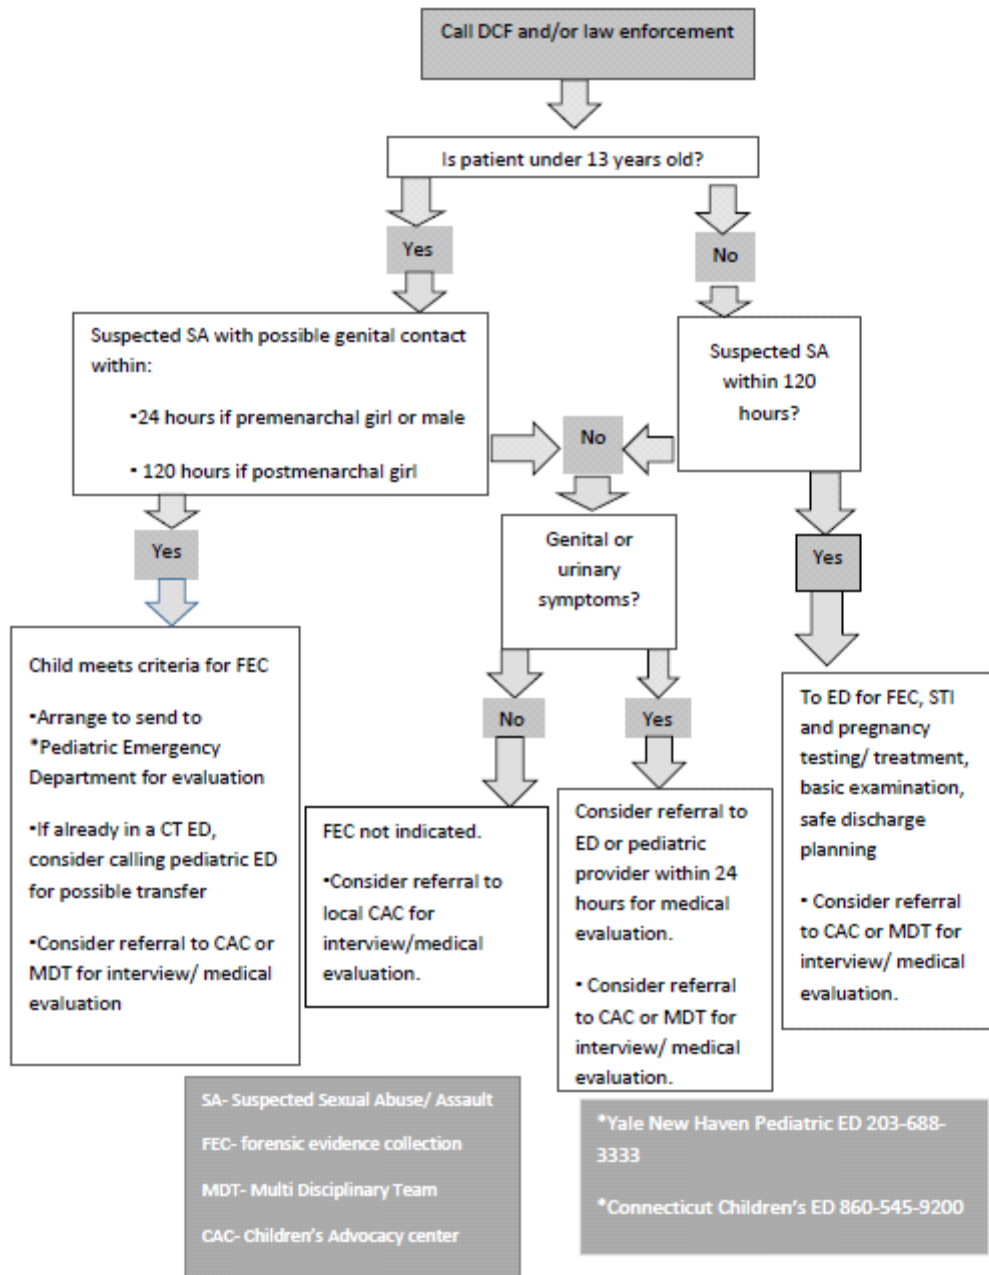 Call DCF and/or law enforcement
Is patient under 13 years old?
Yes
No
Suspected SA with possible genital contact
within:
•24 hours if premenarchal girl or male
• 120 hours if postmenarchal girl
Suspected SA
within 120
hours?
No
Yes
Genital or
urinary
symptoms?
Yes
Child meets criteria for FEC
•Arrange to send to
*Pediatric Emergency
Department for evaluation
•If already in a CT ED,
consider calling pediatric ED
for possible transfer
•Consider referral to CAC or
MDT for interview/ medical
evaluation
No
Yes
FEC not indicated.
•Consider referral to
local CAC for
interview/medical
evaluation.
Consider referral to
ED or pediatric
provider within 24
hours for medical
evaluation.
• Consider referral
to CAC or MDT for
interview/ medical
evaluation.
To ED for FEC, STI
and pregnancy
testing/ treatment,
basic examination,
safe discharge
planning
• Consider referral
to CAC or MDT for
interview/ medical
evaluation.
SA- Suspected Sexual Abuse/ Assault
FEC- forensic evidence collection
MDT- Multi Disciplinary Team
CAC- Children's Advocacy center
*Yale New Haven Pediatric ED 203-688-
3333
*Connecticut Children's ED 860-545-9200